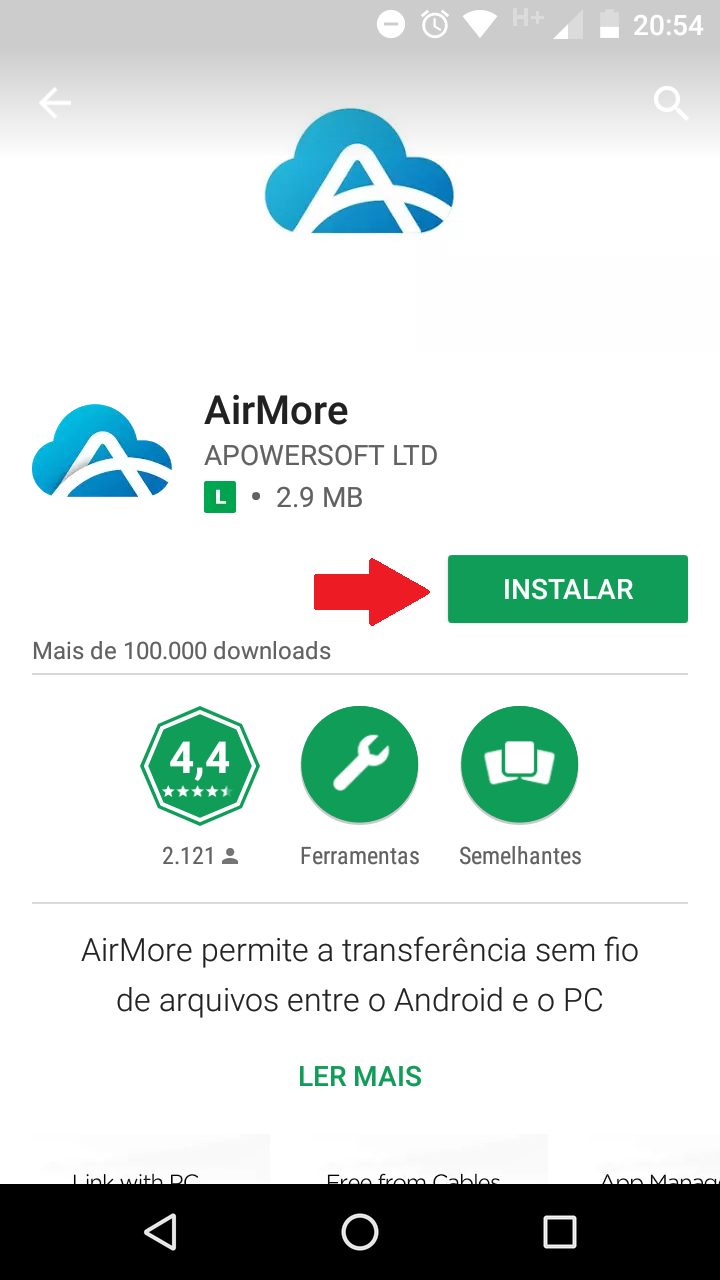 H+ 20:54
AirMore
APOWERSOFT LTD
L • 2.9 MB
INSTALAR
Mais de 100.000 downloads
4,4
2.121
Ferramentas
Semelhantes
AirMore permite a transferência sem fio
de arquivos entre o Android e o PC
LER MAIS
Link with PC
Free from Cables
App Manag